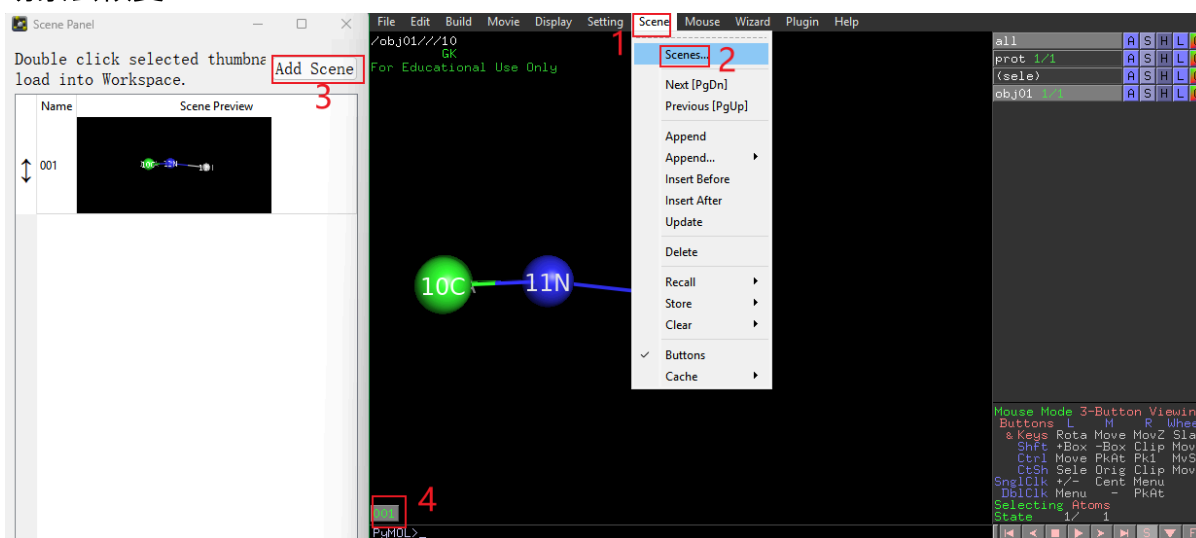 Scene Panel
Double click selected thumbna
load into Workspace.
Add Scene
3
Name Scene Preview
001
10C 11N
File Edit Build Movie Display Setting Scene Mouse Wizard Plugin Help
/obj01///10
GK
For Educational Use Only
1
Scenes...
2
Next [PgDn]
Previous [PgUp]
Append
Append...
Insert Before
Insert After
Update
Delete
Recall
Store
Clear
Buttons
Cache
10C 11N
001
4
PyMOL>_
all A S H L
prot 1/1 A S H L
(sele) A S H L
obj01 1/1 A S H L
Mouse Mode 3-Button Viewin
Buttons L M R Whee
& Keys Rota Move MovZ Sla
Shft +Box -Box Clip Mov
Ctrl Move PkAt Pk1 MvS
CtSh Sele Orig Clip Mov
SnglClk +/- Cent Menu
DblClk Menu - PkAt
Selecting Atoms
State 1/ 1
S F